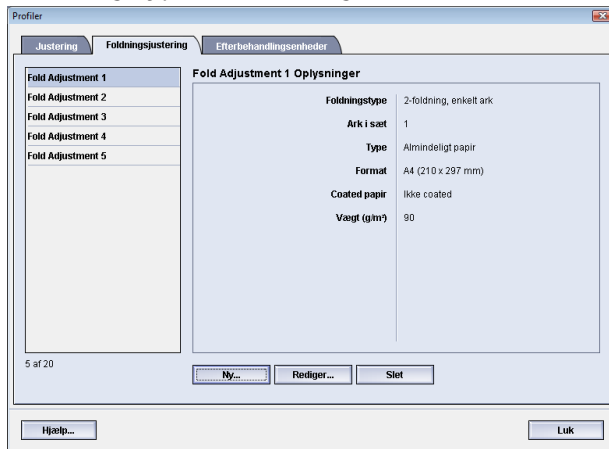 Profiler
Justering
Foldningsjustering
Efterbehandlingsenheder
Fold Adjustment 1
Fold Adjustment 2
Fold Adjustment 3
Fold Adjustment 4
Fold Adjustment 5
5 af 20
Fold Adjustment 1 Oplysninger
Foldningstype 2-foldning, enkelt ark
Ark i sæt 1
Type Almindeligt papir
Format A4 (210 x 297 mm)
Coated papir Ikke coated
Vægt (g/m²) 90
Ny... Rediger... Slet
Hjælp... Luk